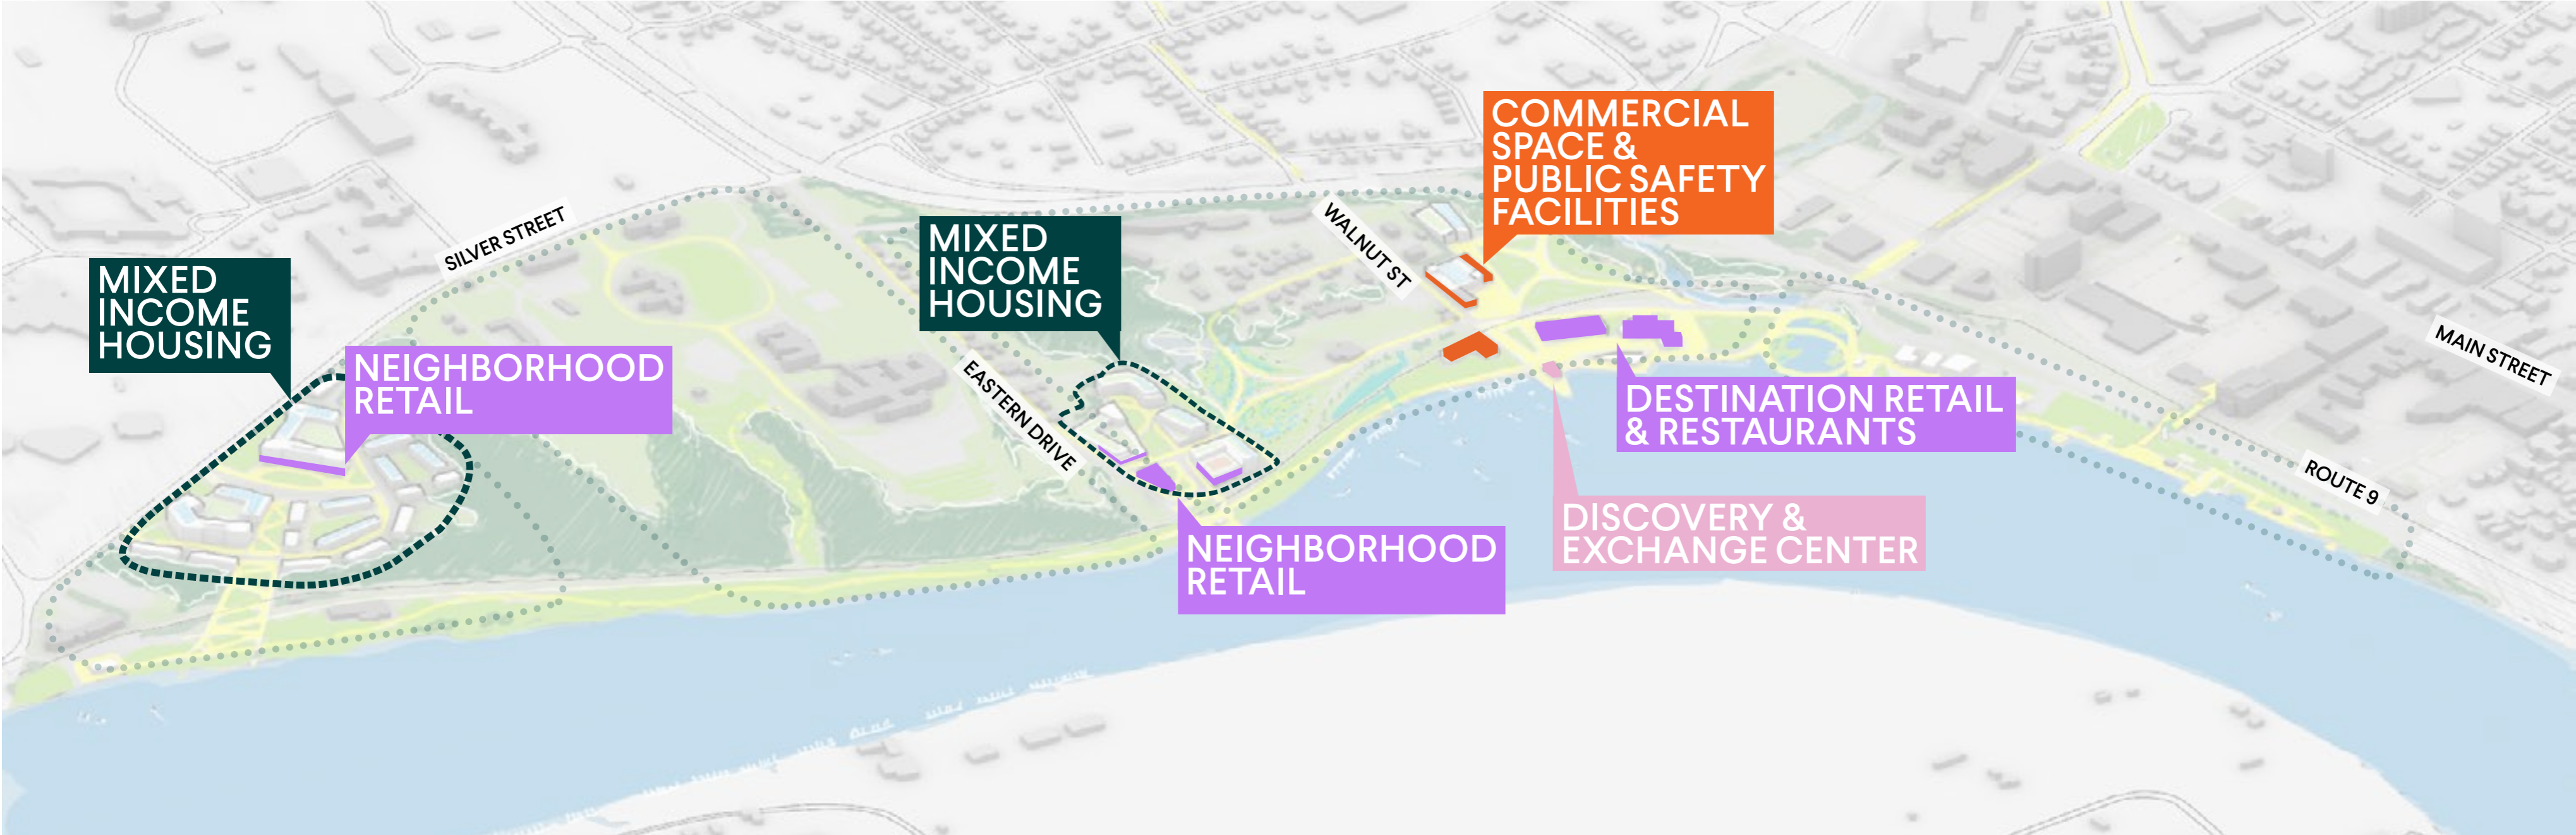 MIXED
INCOME
HOUSING
NEIGHBORHOOD
RETAIL
SILVER STREET
MIXED
INCOME
HOUSING
EASTERN DRIVE
NEIGHBORHOOD
RETAIL
WALNUT ST
COMMERCIAL
SPACE &
PUBLIC SAFETY
FACILITIES
DESTINATION RETAIL
& RESTAURANTS
DISCOVERY &
EXCHANGE CENTER
MAIN STREET
ROUTE 9